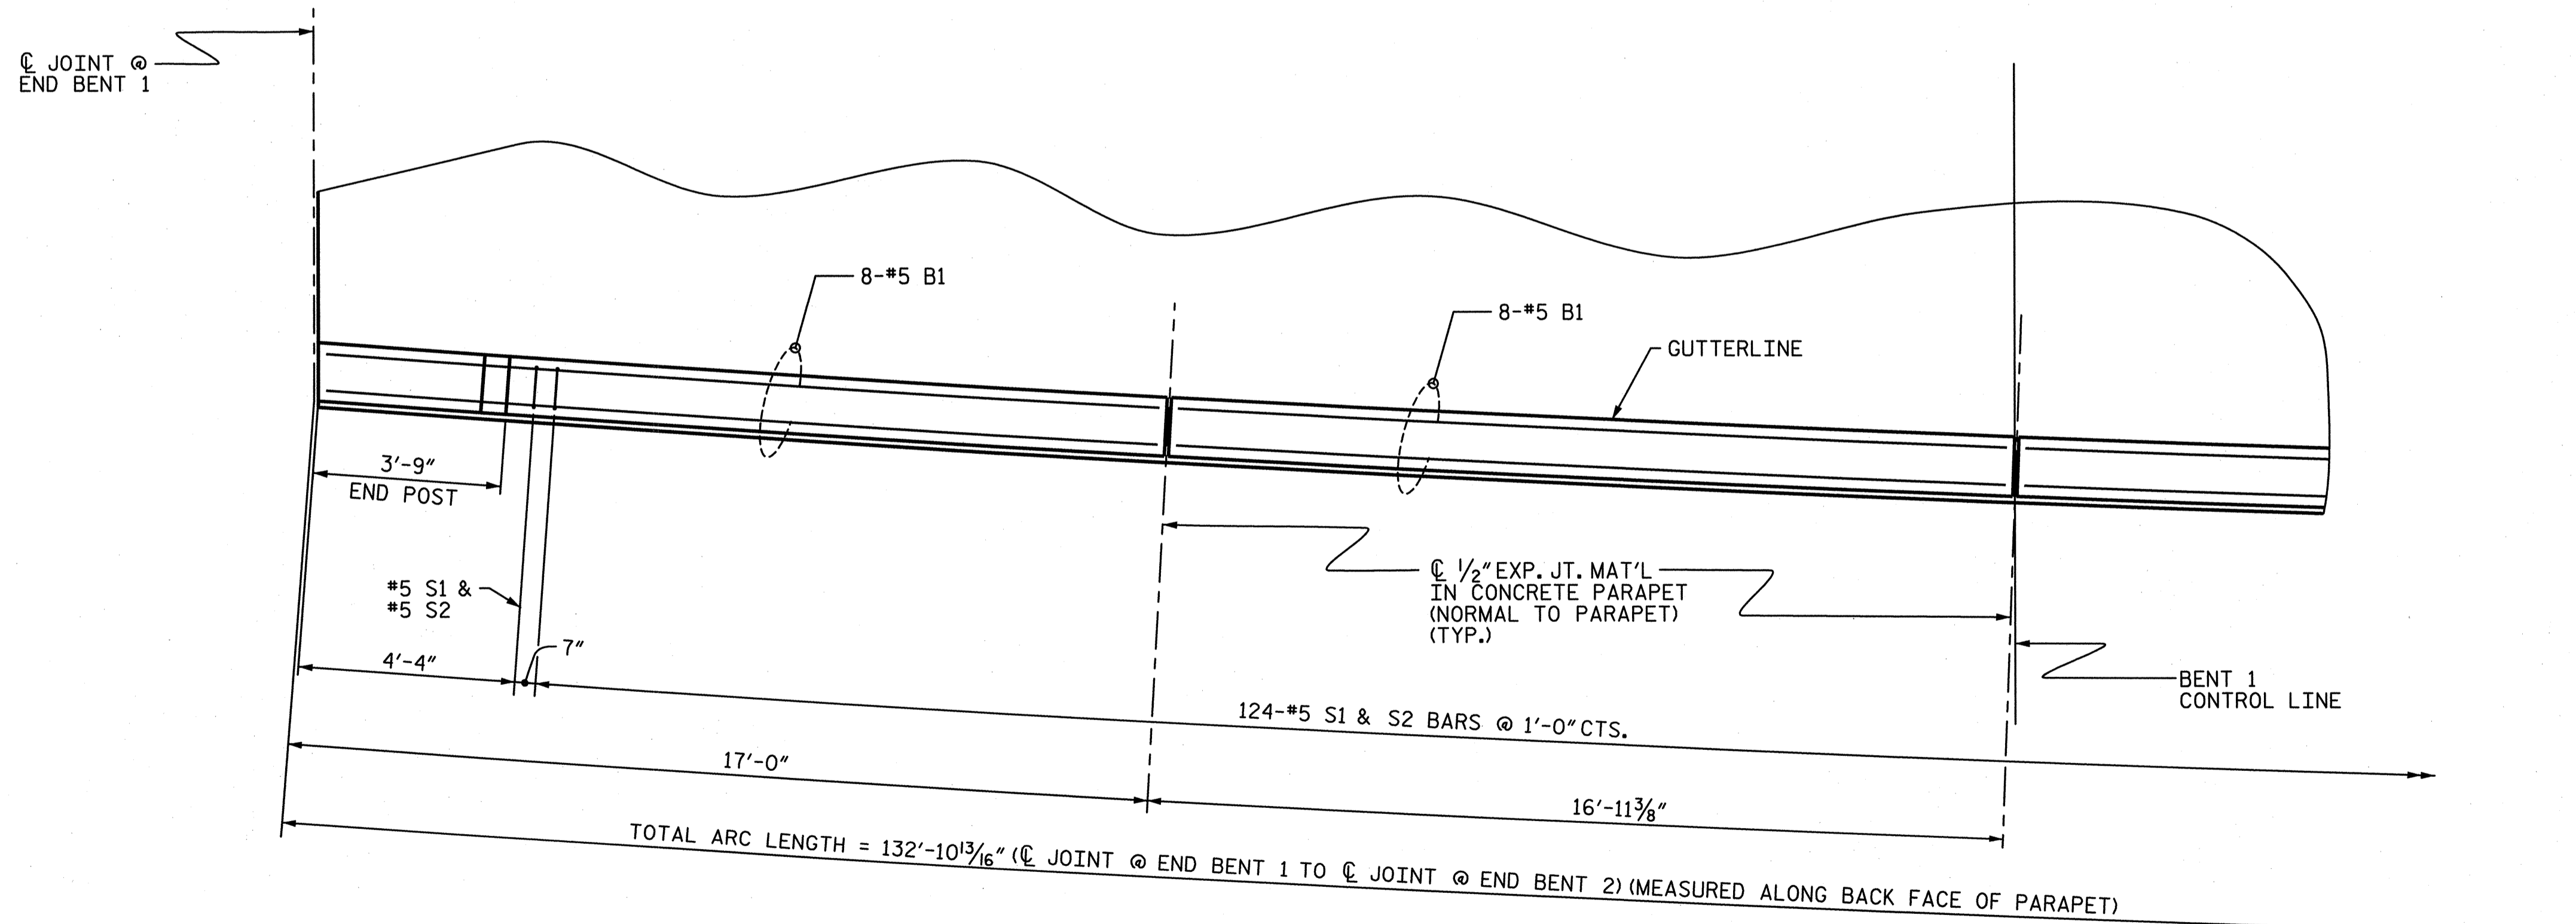 ℄ JOINT @
END BENT 1
8-#5 B1
8-#5 B1
GUTTERLINE
3'-9"
END POST
#5 S1 &
#5 S2
℄ 1/2" EXP. JT. MAT'L
IN CONCRETE PARAPET
(NORMAL TO PARAPET)
(TYP.)
4'-4"
7"
BENT 1
CONTROL LINE
124-#5 S1 & S2 BARS @ 1'-0" CTS.
17'-0"
16'-11 3/8"
TOTAL ARC LENGTH = 132'-10 13/16" (℄ JOINT @ END BENT 1 TO ℄ JOINT @ END BENT 2) (MEASURED ALONG BACK FACE OF PARAPET)